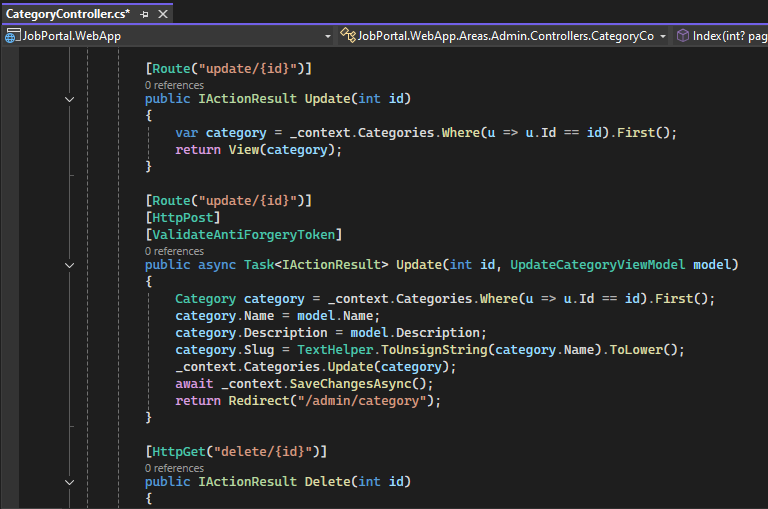 CategoryController.cs*
JobPortal.WebApp
JobPortal.WebApp.Areas.Admin.Controllers.CategoryCo
Index(int? pag
[Route("update/{id}")]
0 references
public IActionResult Update(int id)
{
var category = _context.Categories.Where(u => u.Id == id).First();
return View(category);
}
[Route("update/{id}")]
[HttpPost]
[ValidateAntiForgeryToken]
0 references
public async Task<IActionResult> Update(int id, UpdateCategoryViewModel model)
{
Category category = _context.Categories.Where(u => u.Id == id).First();
category.Name = model.Name;
category.Description = model.Description;
category.Slug = TextHelper.ToUnsignString(category.Name).ToLower();
_context.Categories.Update(category);
await _context.SaveChangesAsync();
return Redirect("/admin/category");
}
[HttpGet("delete/{id}")]
0 references
public IActionResult Delete(int id)
{